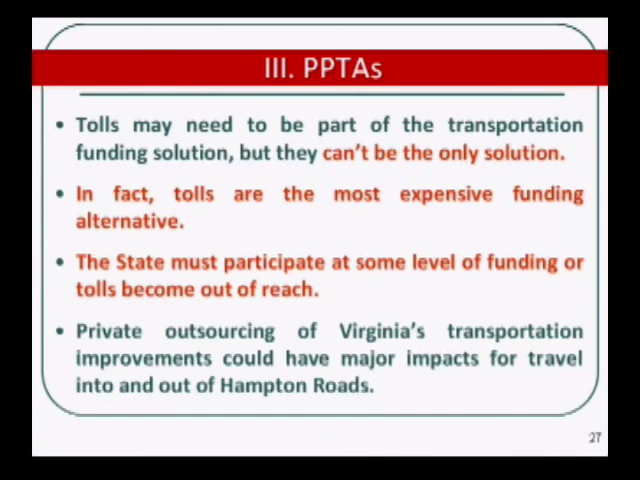 III. PPTAs
• Tolls may need to be part of the transportation
funding solution, but they can't be the only solution.
• In fact, tolls are the most expensive funding
alternative.
• The State must participate at some level of funding or
tolls become out of reach.
• Private outsourcing of Virginia's transportation
improvements could have major impacts for travel
into and out of Hampton Roads.
27